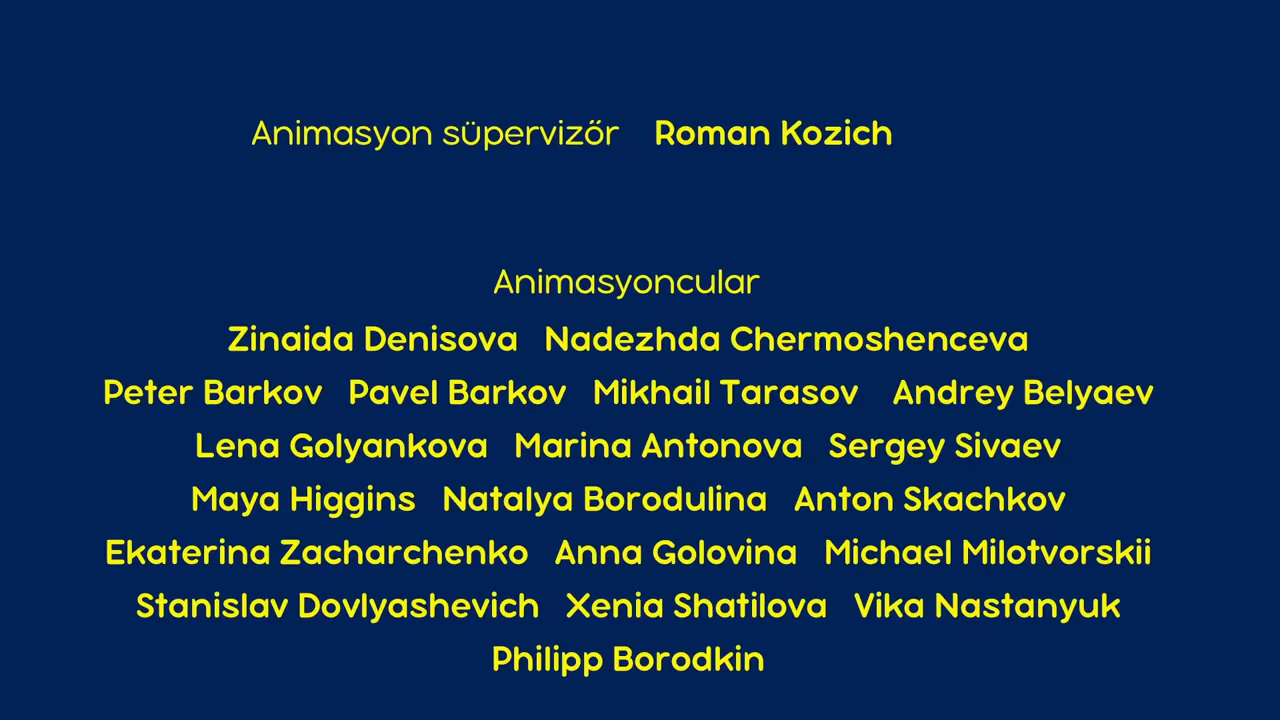 Animasyon süpervizőr Roman Kozich
Animasyoncular
Zinaida Denisova Nadezhda Chermoshenceva
Peter Barkov Pavel Barkov Mikhail Tarasov Andrey Belyaev
Lena Golyankova Marina Antonova Sergey Sivaev
Maya Higgins Natalya Borodulina Anton Skachkov
Ekaterina Zacharchenko Anna Golovina Michael Milotvorskii
Stanislav Dovlyashevich Xenia Shatilova Vika Nastanyuk
Philipp Borodkin